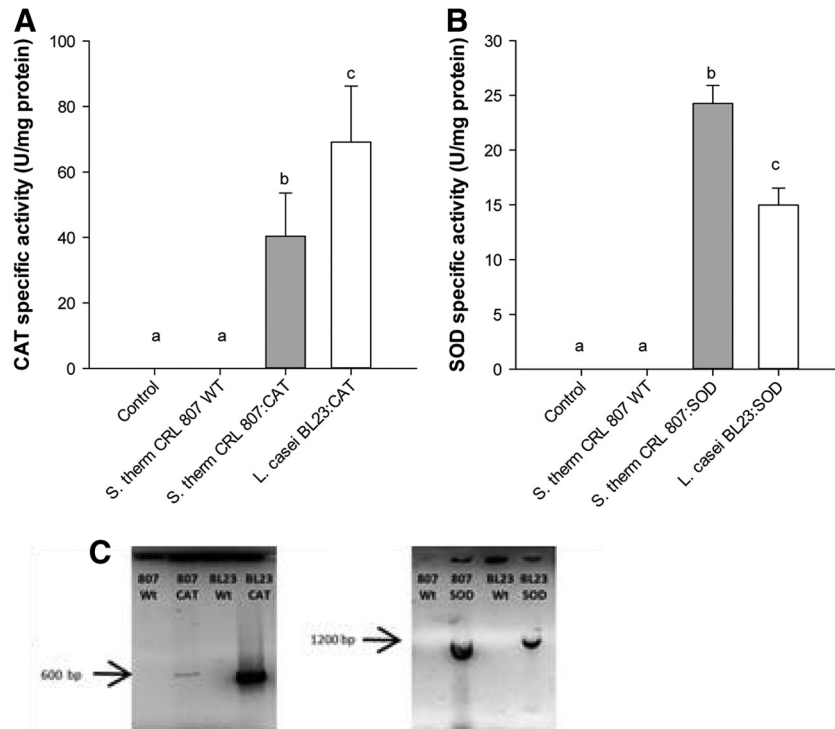 A
CAT specific activity (U/mg protein)
100
80
60
40
20
0
a
a
b
c
Control
S. therm CRL 807 WT
S. therm CRL 807:CAT
L. casei BL23:CAT
B
SOD specific activity (U/mg protein)
30
25
20
15
10
5
0
a
a
b
c
Control
S. therm CRL 807 WT
S. therm CRL 807:SOD
L. casei BL23:SOD
C
807 807 BL23 BL23
Wt CAT Wt CAT
600 bp
807 807 BL23 BL23
Wt SOD Wt SOD
1200 bp